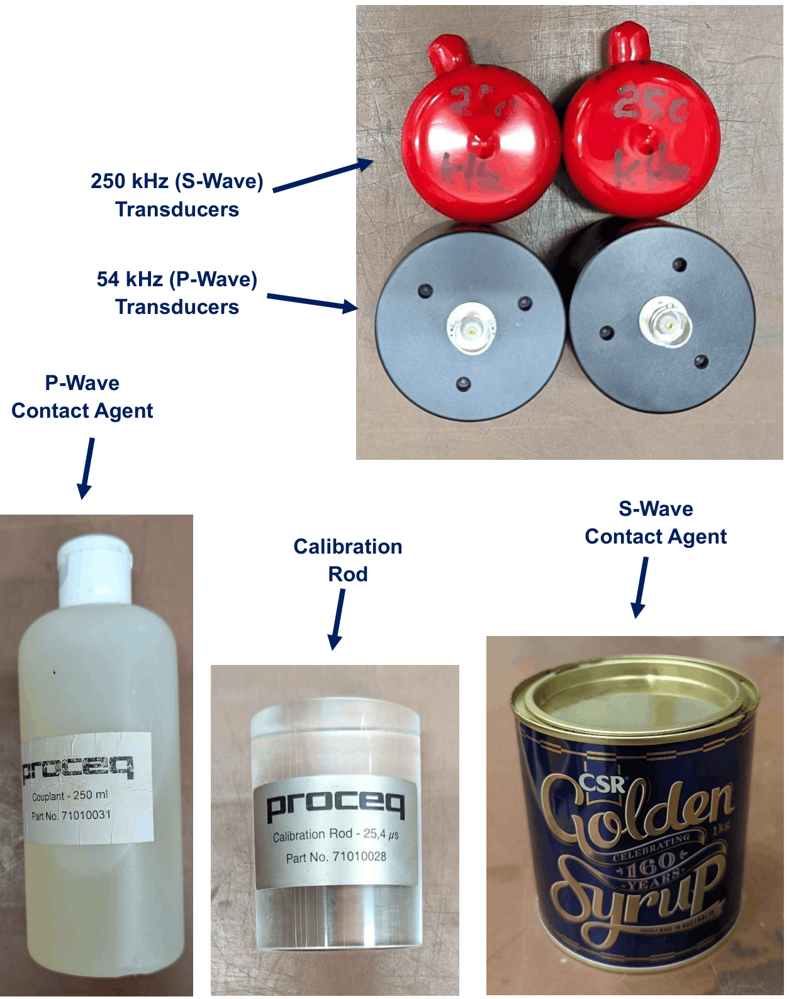 250
KHz
250 kHz (S-Wave)
Transducers
54 kHz (P-Wave)
Transducers
P-Wave
Contact Agent
S-Wave
Contact Agent
Calibration
Rod
proceq
Couplant - 250 ml
Part No. 71010031
proceq
Calibration Rod - 25,4 µs
Part No. 71010028
CSR®
Golden
1kg
CELEBRATING
160
-YEARS-
Syrup
PROUDLY MADE IN AUSTRALIA